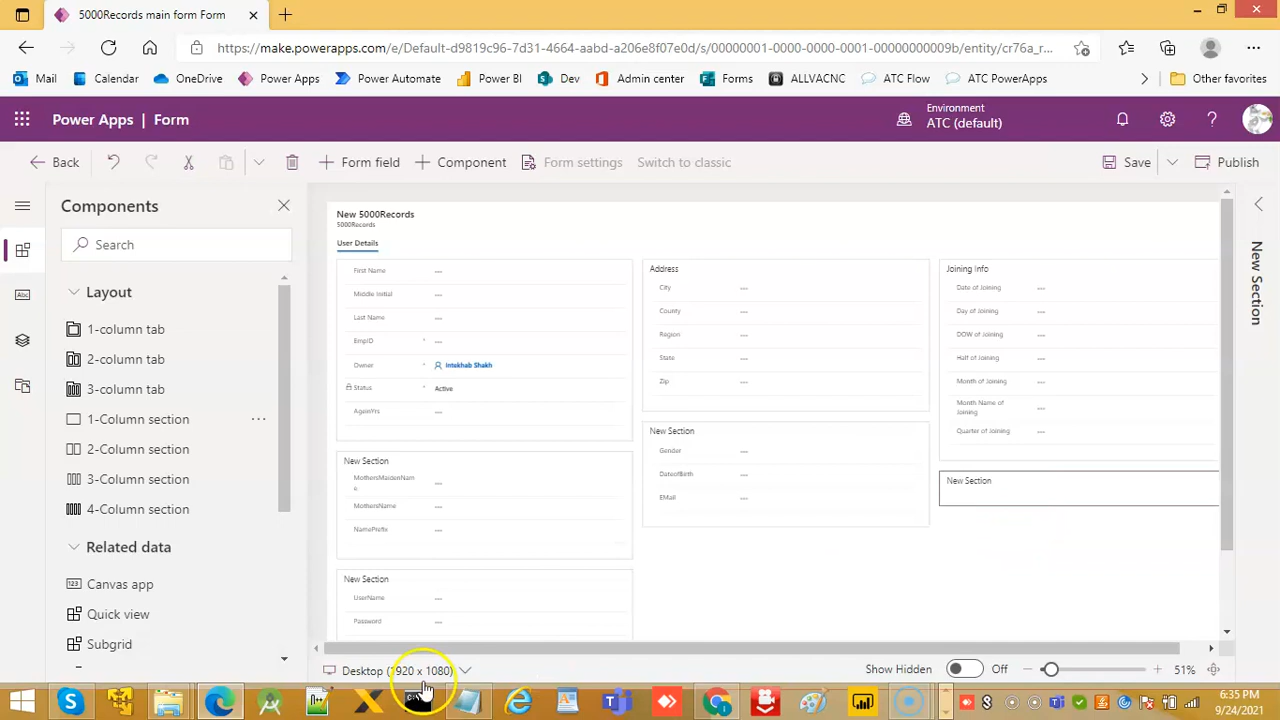 5000Records main form Form
https://make.powerapps.com/e/Default-d9819c96-7d31-4664-aabd-a206e8f07e0d/s/00000001-0000-0000-0001-00000000009b/entity/cr76a_r...
Mail
Calendar
OneDrive
Power Apps
Power Automate
Power BI
Dev
Admin center
Forms
ALLVACNC
ATC Flow
ATC PowerApps
Other favorites
Power Apps | Form
Environment
ATC (default)
Back
Form field
Component
Form settings
Switch to classic
Save
Publish
Components
Search
Layout
1-column tab
2-column tab
3-column tab
1-Column section
2-Column section
3-Column section
4-Column section
Related data
Canvas app
Quick view
Subgrid
New 5000Records
5000Records
User Details
First Name ---
Middle Initial ---
Last Name ---
EmpID * ---
Owner * Intekhab Shakh
Status * Active
AgeinYrs ---
New Section
MothersMaidenNam
e ---
MothersName ---
NamePrefix ---
New Section
UserName ---
Password ---
Address
City ---
County ---
Region ---
State ---
Zip ---
New Section
Gender ---
DateofBirth ---
EMail ---
Joining Info
Date of Joining ---
Day of Joining ---
DOW of Joining ---
Half of Joining ---
Month of Joining ---
Month Name of
Joining ---
Quarter of Joining ---
New Section
New Section
Desktop (1920 x 1080)
Show Hidden
Off
51%
6:35 PM
9/24/2021